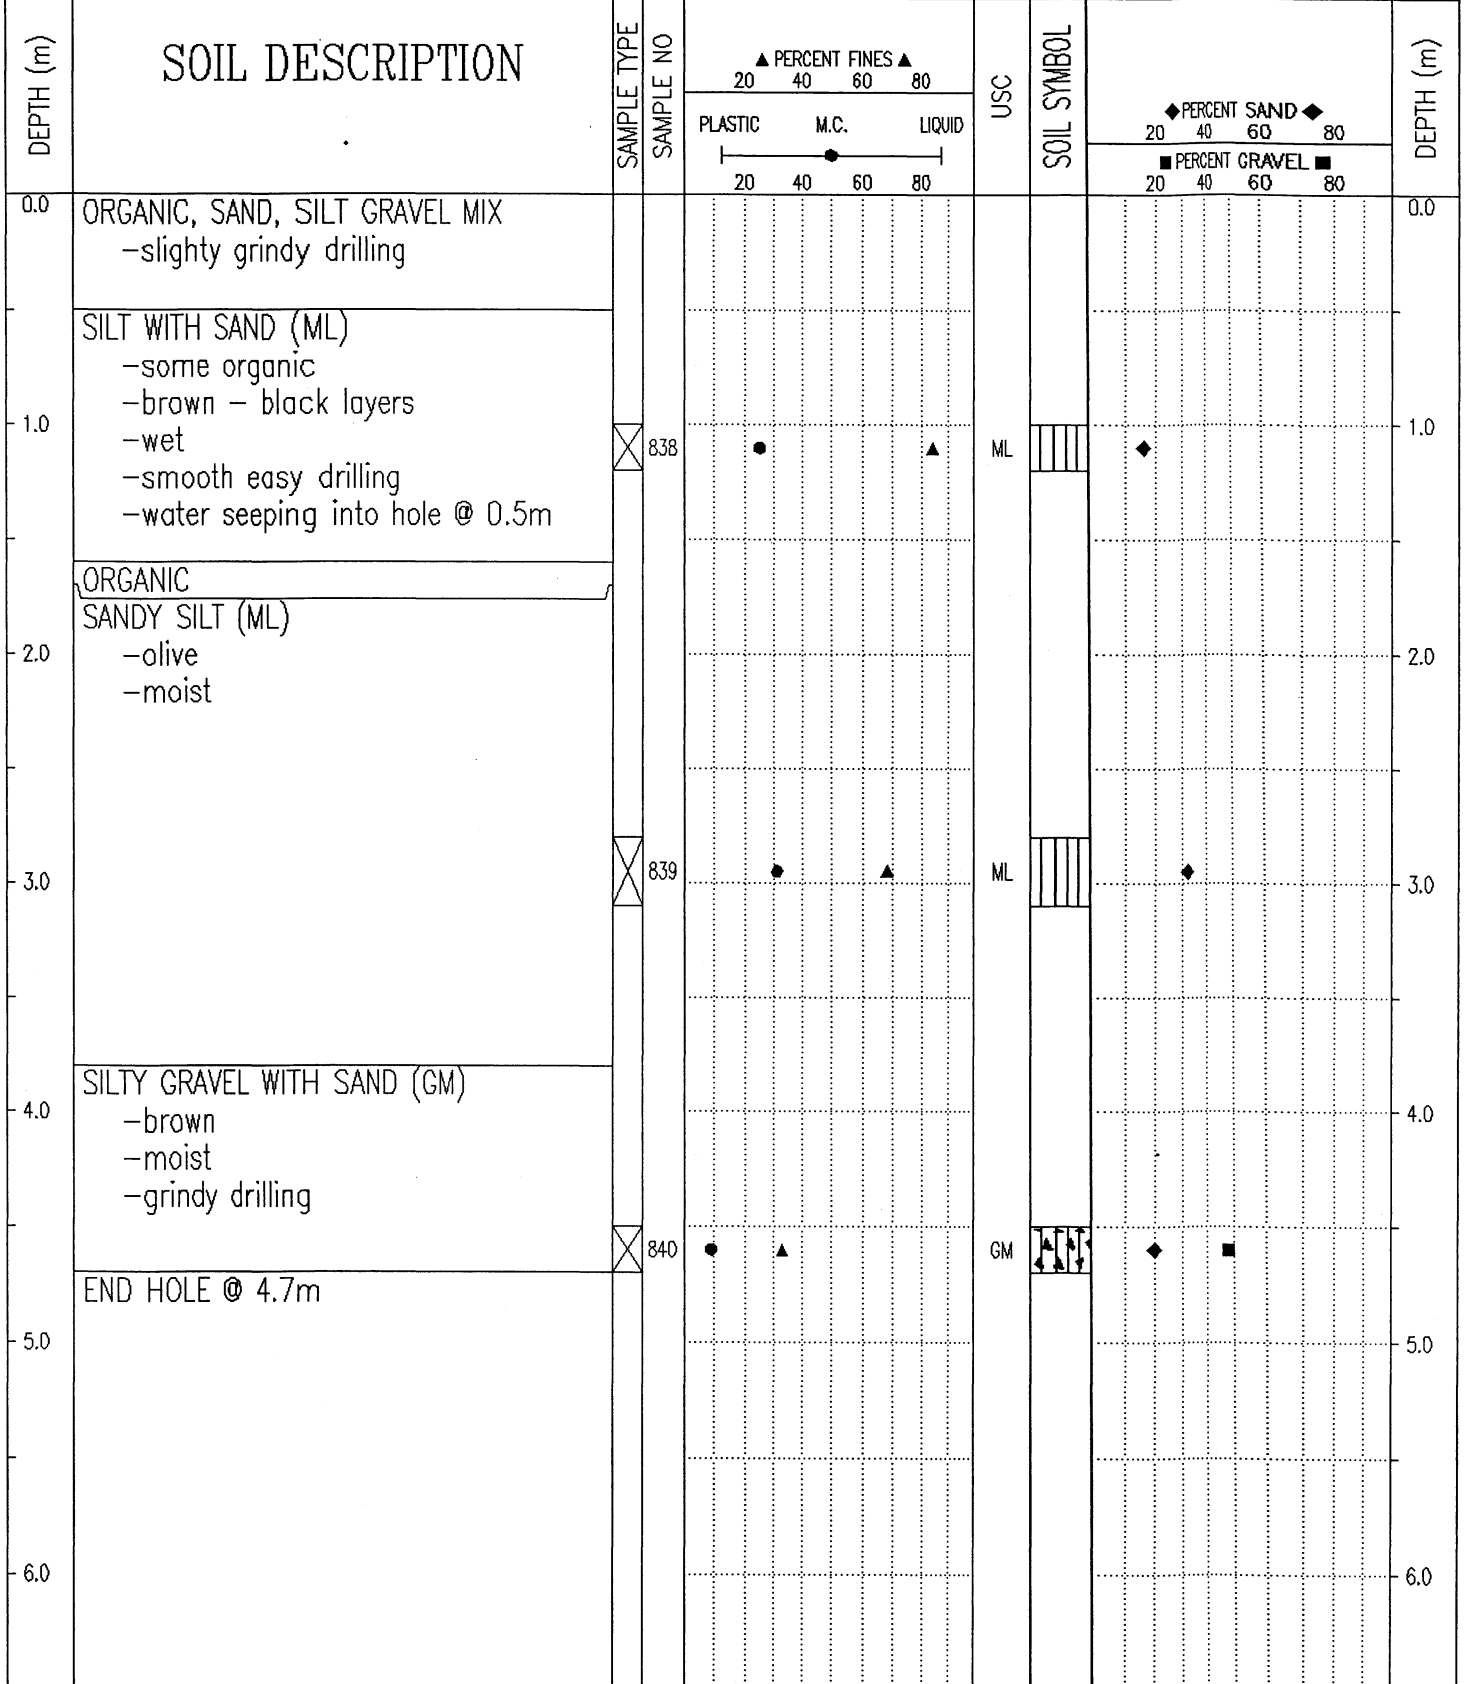 DEPTH (m)
SOIL DESCRIPTION
SAMPLE TYPE
SAMPLE NO
▲ PERCENT FINES ▲
20 40 60 80
PLASTIC M.C. LIQUID
20 40 60 80
USC
SOIL SYMBOL
◆PERCENT SAND◆
20 40 60 80
■PERCENT GRAVEL■
20 40 60 80
DEPTH (m)
0.0 ORGANIC, SAND, SILT GRAVEL MIX 0.0
-slighty grindy drilling
SILT WITH SAND (ML)
-some organic
-brown - black layers
1.0 1.0
-wet 838 ML
-smooth easy drilling
-water seeping into hole @ 0.5m
ORGANIC
SANDY SILT (ML)
2.0 -olive 2.0
-moist
839 ML
3.0 3.0
SILTY GRAVEL WITH SAND (GM)
4.0 -brown 4.0
-moist
-grindy drilling
840 GM
END HOLE @ 4.7m
5.0 5.0
6.0 6.0